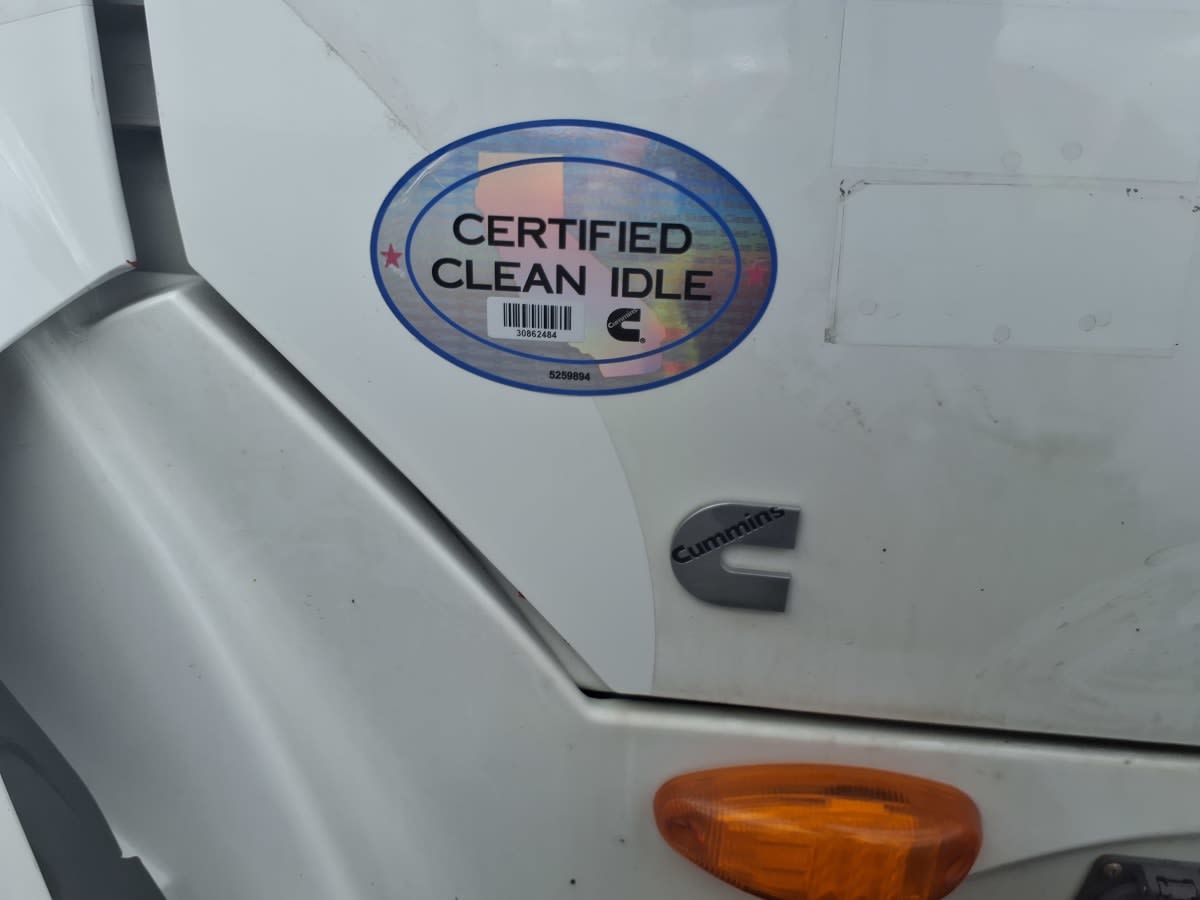 CERTIFIED
CLEAN IDLE
30862484
Cummins
5259894
Cummins